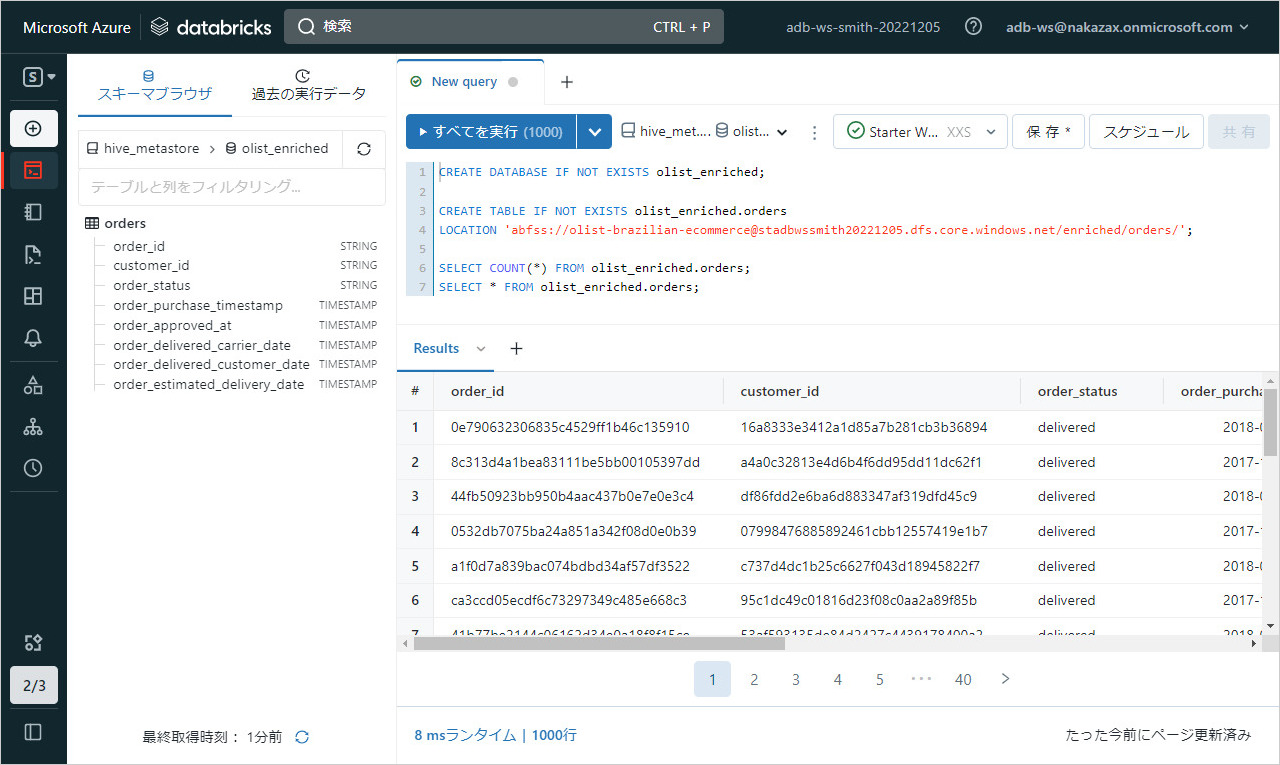 Microsoft Azure databricks 検索 CTRL + P adb-ws-smith-20221205 adb-ws@nakazax.onmicrosoft.com
S
スキーマブラウザ 過去の実行データ
hive_metastore > olist_enriched
テーブルと列をフィルタリング...
orders
order_id STRING
customer_id STRING
order_status STRING
order_purchase_timestamp TIMESTAMP
order_approved_at TIMESTAMP
order_delivered_carrier_date TIMESTAMP
order_delivered_customer_date TIMESTAMP
order_estimated_delivery_date TIMESTAMP
2/3
最終取得時刻： 1分前
New query +
すべてを実行 (1000) hive_met.... olist... Starter W... XXS 保存 * スケジュール 共有
1 CREATE DATABASE IF NOT EXISTS olist_enriched;
2
3 CREATE TABLE IF NOT EXISTS olist_enriched.orders
4 LOCATION 'abfss://olist-brazilian-ecommerce@stadbwssmith20221205.dfs.core.windows.net/enriched/orders/';
5
6 SELECT COUNT(*) FROM olist_enriched.orders;
7 SELECT * FROM olist_enriched.orders;
Results +
# order_id customer_id order_status order_purcha
1 0e790632306835c4529ff1b46c135910 16a8333e3412a1d85a7b281cb3b36894 delivered 2018-0
2 8c313d4a1bea83111be5bb00105397dd a4a0c32813e4d6b4f6dd95dd11dc62f1 delivered 2017-1
3 44fb50923bb950b4aac437b0e7e0e3c4 df86fdd2e6ba6d883347af319dfd45c9 delivered 2018-0
4 0532db7075ba24a851a342f08d0e0b39 07998476885892461cbb12557419e1b7 delivered 2017-1
5 a1f0d7a839bac074bdbd34af57df3522 c737d4dc1b25c6627f043d18945822f7 delivered 2018-0
6 ca3ccd05ecdf6c73297349c485e668c3 95c1dc49c01816d23f08c0aa2a89f85b delivered 2017-1
7 delivered
1 2 3 4 5 ••• 40 >
8 msランタイム | 1000行 たった今前にページ更新済み